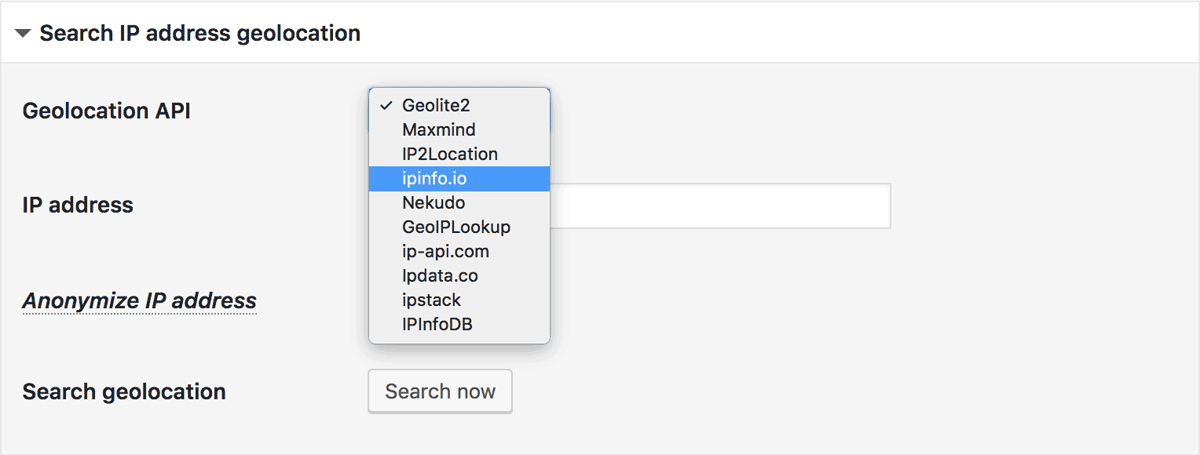 Search IP address geolocation
Geolocation API
Geolite2
Maxmind
IP2Location
ipinfo.io
Nekudo
GeoIPLookup
ip-api.com
Ipdata.co
ipstack
IPInfoDB
IP address
Anonymize IP address
Search geolocation
Search now